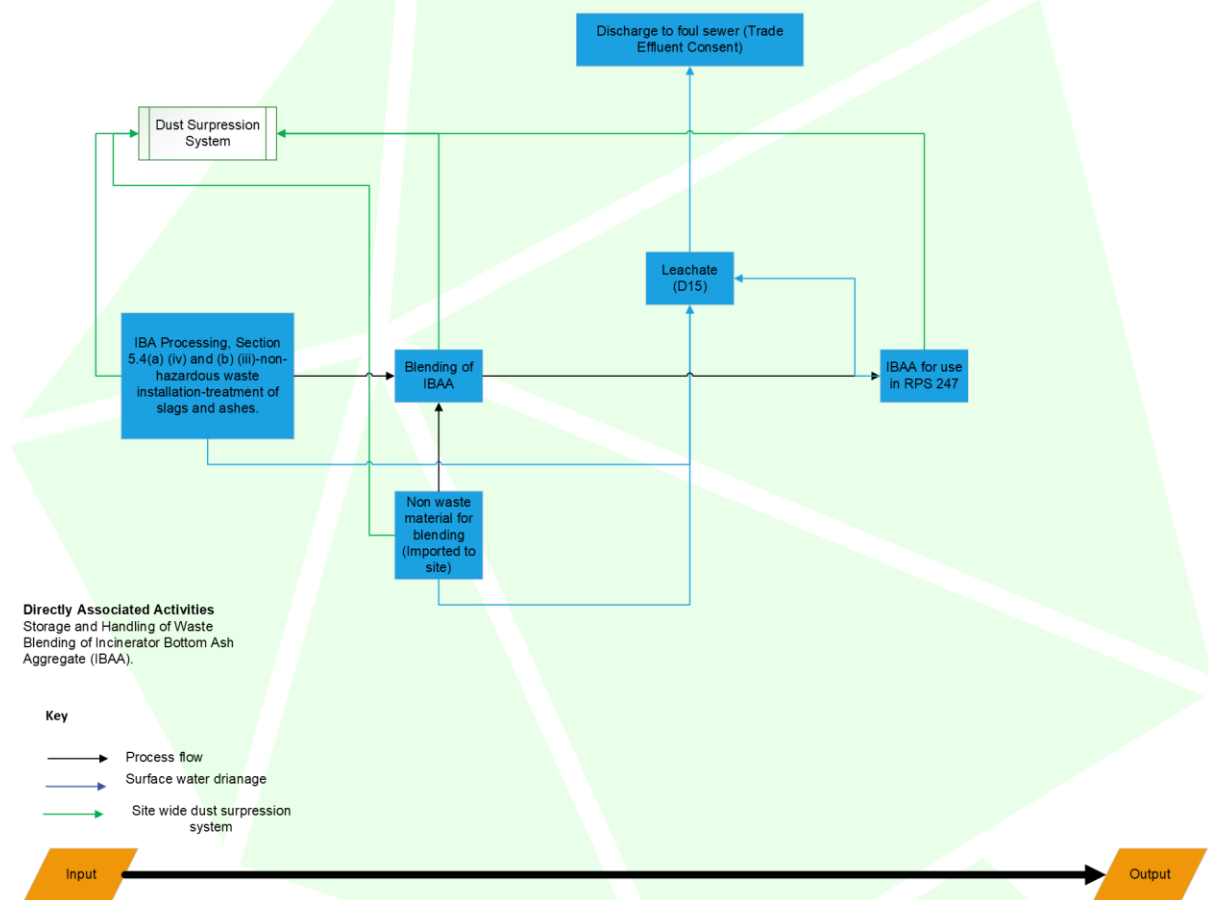 Discharge to foul sewer (Trade
Effluent Consent)
Dust Surpression
System
Leachate
(D15)
IBA Processing, Section
5.4(a) (iv) and (b) (iii)-non-
hazardous waste
installation-treatment of
slags and ashes.
Blending of
IBAA
IBAA for use
in RPS 247
Non waste
material for
blending
(Imported to
site)
Directly Associated Activities
Storage and Handling of Waste
Blending of Incinerator Bottom Ash
Aggregate (IBAA).
Key
Process flow
Surface water drianage
Site wide dust surpression
system
Input
Output